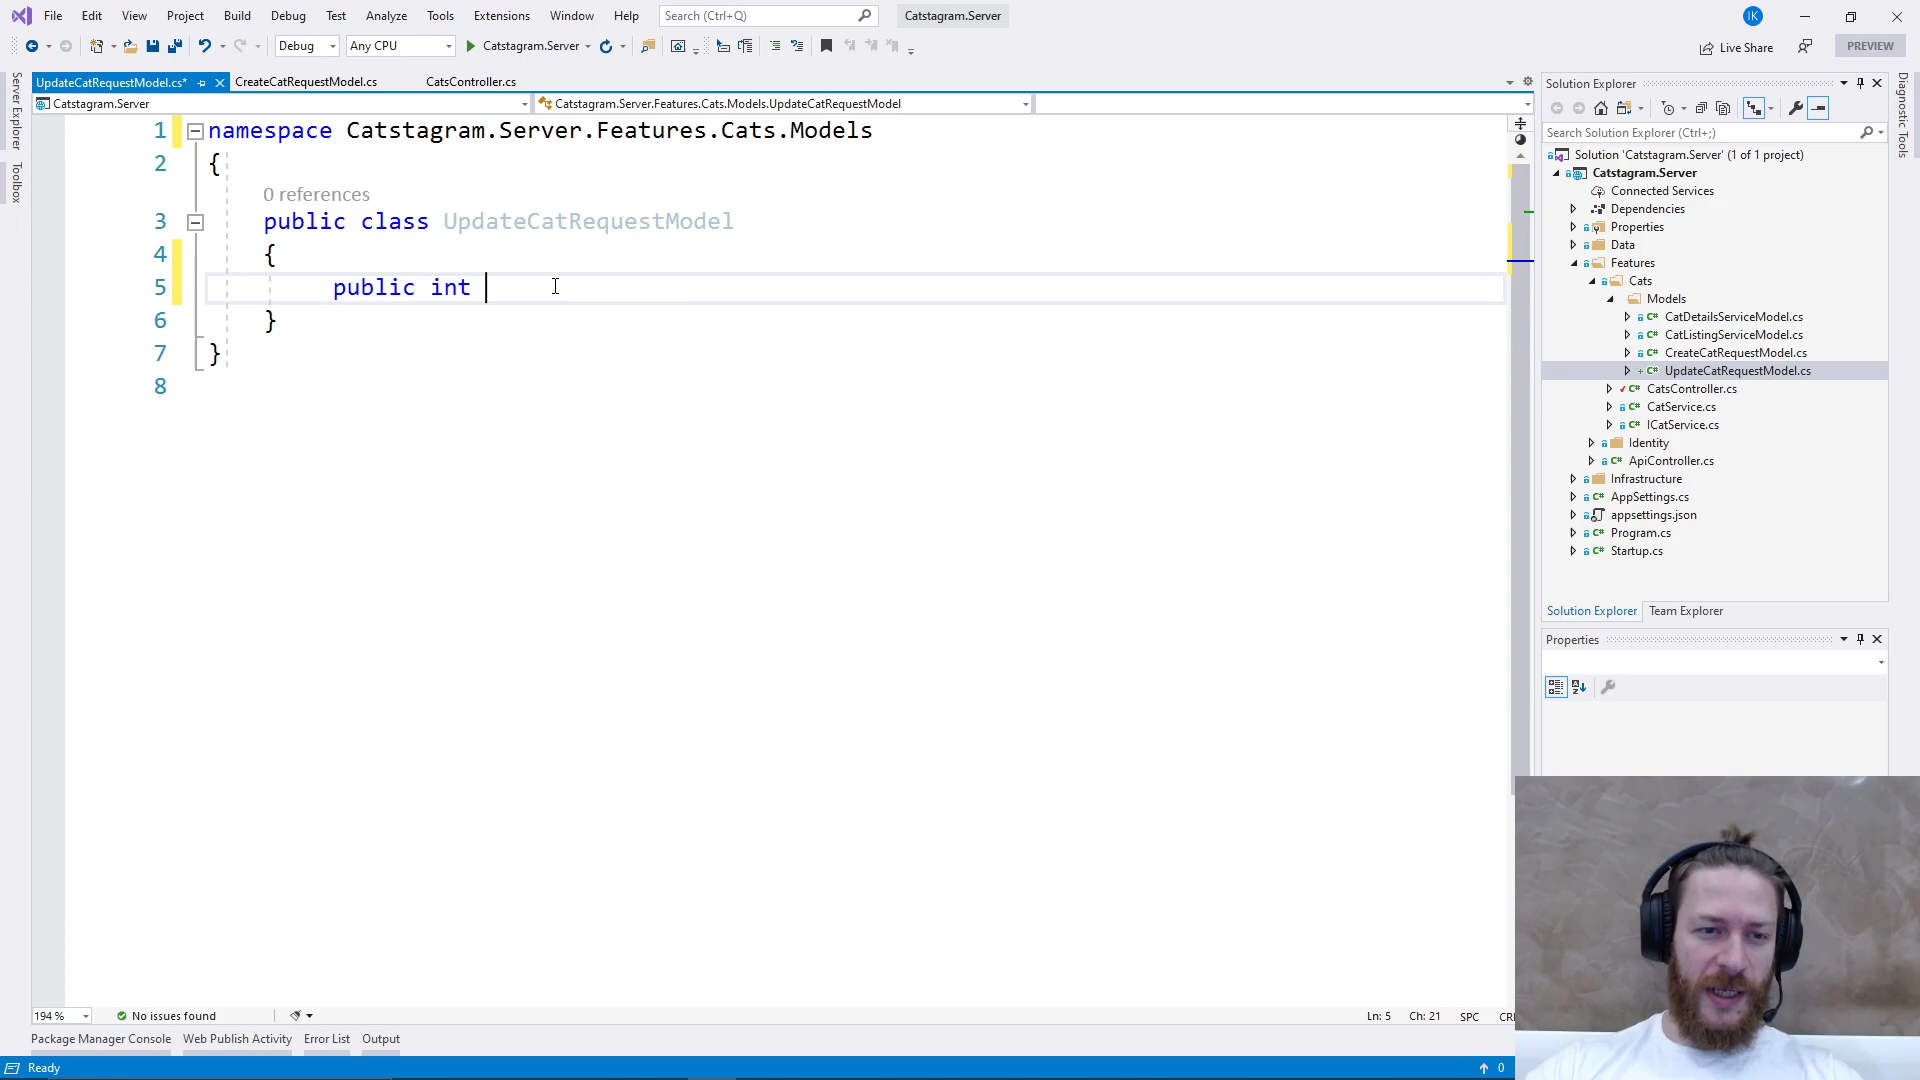 File Edit View Project Build Debug Test Analyze Tools Extensions Window Help Search (Ctrl+Q) Catstagram.Server IK
Debug Any CPU Catstagram.Server Live Share PREVIEW
Server Explorer
Toolbox
UpdateCatRequestModel.cs* CreateCatRequestModel.cs CatsController.cs
Catstagram.Server Catstagram.Server.Features.Cats.Models.UpdateCatRequestModel
1 namespace Catstagram.Server.Features.Cats.Models
2 {
0 references
3 public class UpdateCatRequestModel
4 {
5 public int
6 }
7 }
8
194 % No issues found Ln: 5 Ch: 21 SPC
Package Manager Console Web Publish Activity Error List Output
Ready 0
Solution Explorer
Search Solution Explorer (Ctrl+;)
Solution 'Catstagram.Server' (1 of 1 project)
Catstagram.Server
Connected Services
Dependencies
Properties
Data
Features
Cats
Models
CatDetailsServiceModel.cs
CatListingServiceModel.cs
CreateCatRequestModel.cs
UpdateCatRequestModel.cs
CatsController.cs
CatService.cs
ICatService.cs
Identity
ApiController.cs
Infrastructure
AppSettings.cs
appsettings.json
Program.cs
Startup.cs
Solution Explorer Team Explorer
Properties
Diagnostic Tools